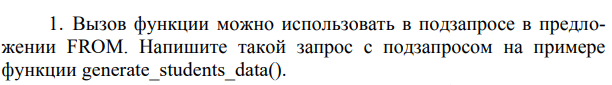 1. Вызов функции можно использовать в подзапросе в предло-
жении FROM. Напишите такой запрос с подзапросом на примере
функции generate_students_data().